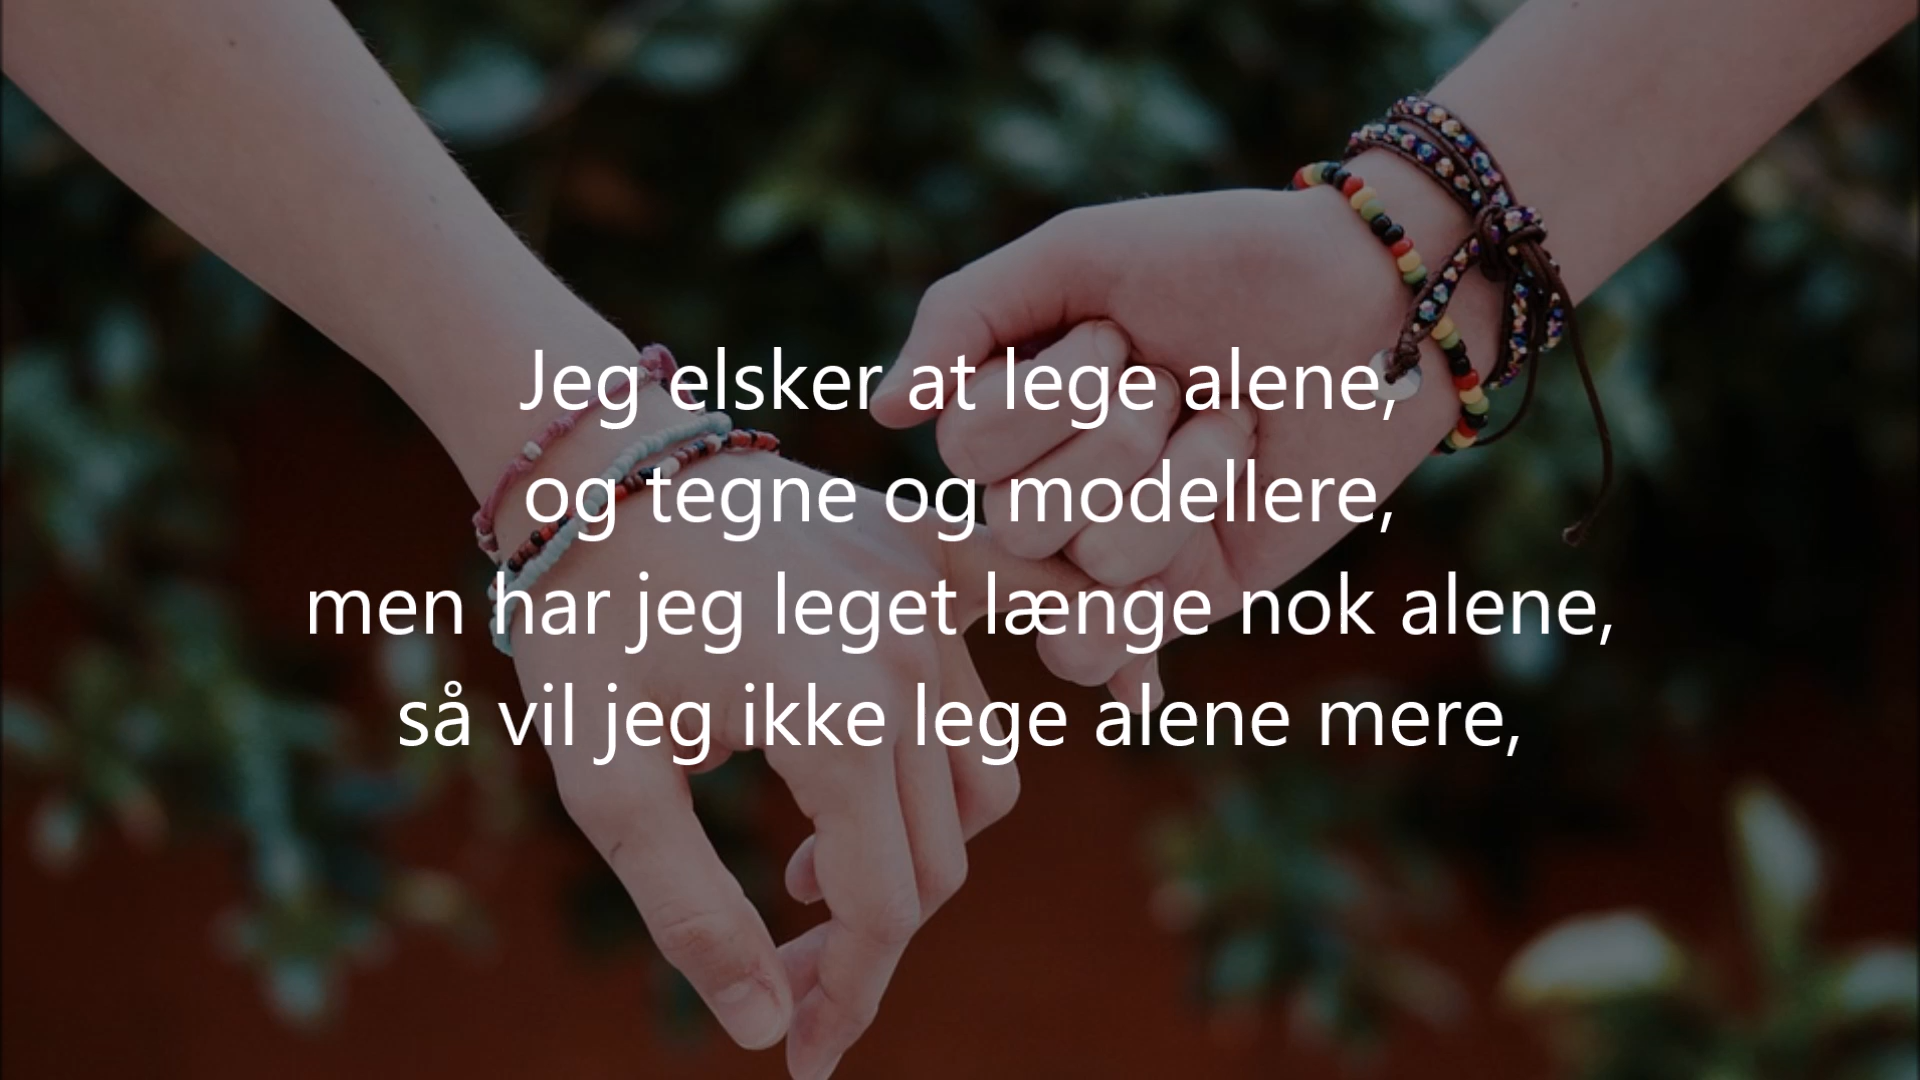 Jeg elsker at lege alene,
og tegne og modellere,
men har jeg leget længe nok alene,
så vil jeg ikke lege alene mere,